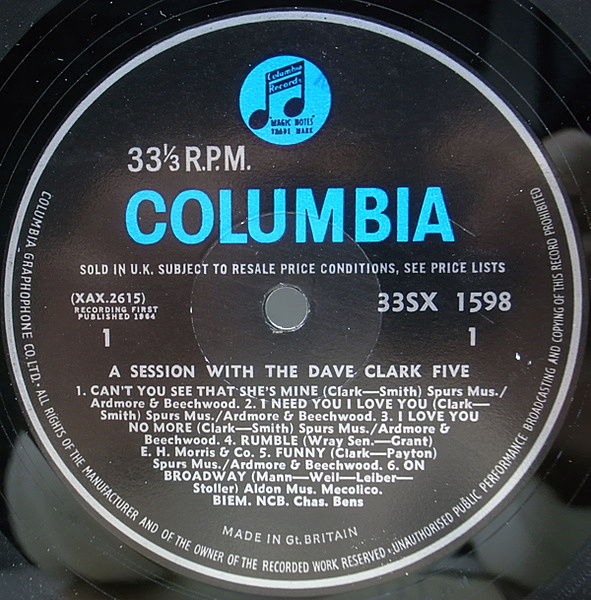 Columbia
Records
"MAGIC NOTES"
TRADE MARK
33⅓ R.P.M.
COLUMBIA
SOLD IN U.K. SUBJECT TO RESALE PRICE CONDITIONS, SEE PRICE LISTS
(XAX.2615)
33SX 1598
RECORDING FIRST
PUBLISHED 1964
1
1
A SESSION WITH THE DAVE CLARK FIVE
1. CAN'T YOU SEE THAT SHE'S MINE (Clark—Smith) Spurs Mus./
Ardmore & Beechwood. 2. I NEED YOU I LOVE YOU (Clark—
Smith) Spurs Mus./Ardmore & Beechwood. 3. I LOVE YOU
NO MORE (Clark—Smith) Spurs Mus./Ardmore &
Beechwood. 4. RUMBLE (Wray Sen.—Grant)
E. H. Morris & Co. 5. FUNNY (Clark—Payton)
Spurs Mus./Ardmore & Beechwood. 6. ON
BROADWAY (Mann—Weil—Leiber—
Stoller) Aldon Mus. Mecolico.
BIEM. NCB. Chas. Bens
MADE IN Gt. BRITAIN
COLUMBIA GRAPHOPHONE CO. LTD. ALL RIGHTS OF THE MANUFACTURER AND OF THE OWNER OF THE RECORDED WORK RESERVED. UNAUTHORISED PUBLIC PERFORMANCE BROADCASTING AND COPYING OF THIS RECORD PROHIBITED